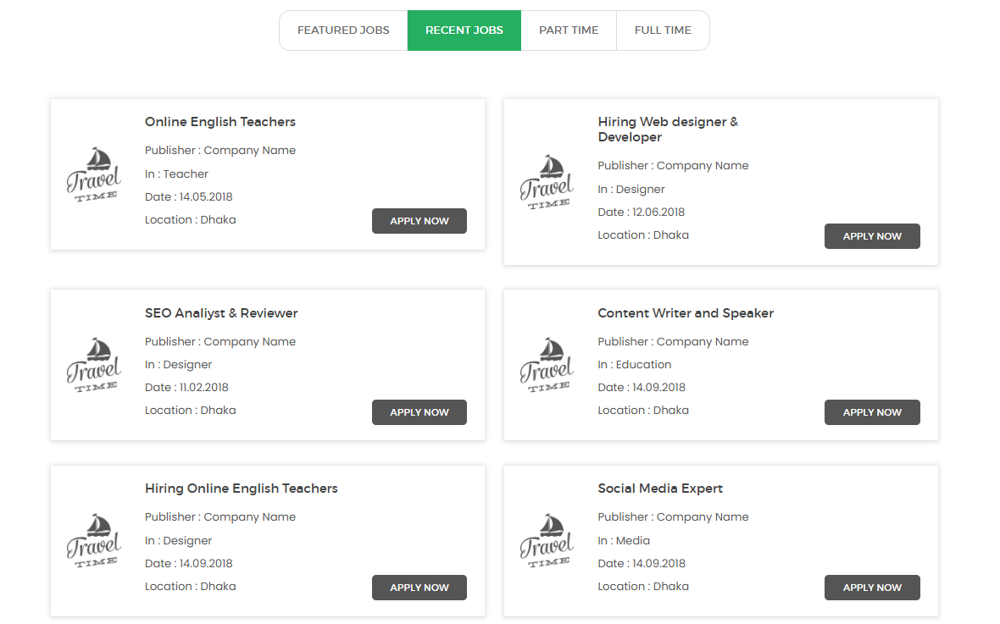 FEATURED JOBS
RECENT JOBS
PART TIME
FULL TIME
Travel
TIME
Online English Teachers
Publisher : Company Name
In : Teacher
Date : 14.05.2018
Location : Dhaka
APPLY NOW
Travel
TIME
Hiring Web designer &
Developer
Publisher : Company Name
In : Designer
Date : 12.06.2018
Location : Dhaka
APPLY NOW
Travel
TIME
SEO Analiyst & Reviewer
Publisher : Company Name
In : Designer
Date : 11.02.2018
Location : Dhaka
APPLY NOW
Travel
TIME
Content Writer and Speaker
Publisher : Company Name
In : Education
Date : 14.09.2018
Location : Dhaka
APPLY NOW
Travel
TIME
Hiring Online English Teachers
Publisher : Company Name
In : Designer
Date : 14.09.2018
Location : Dhaka
APPLY NOW
Travel
TIME
Social Media Expert
Publisher : Company Name
In : Media
Date : 14.09.2018
Location : Dhaka
APPLY NOW